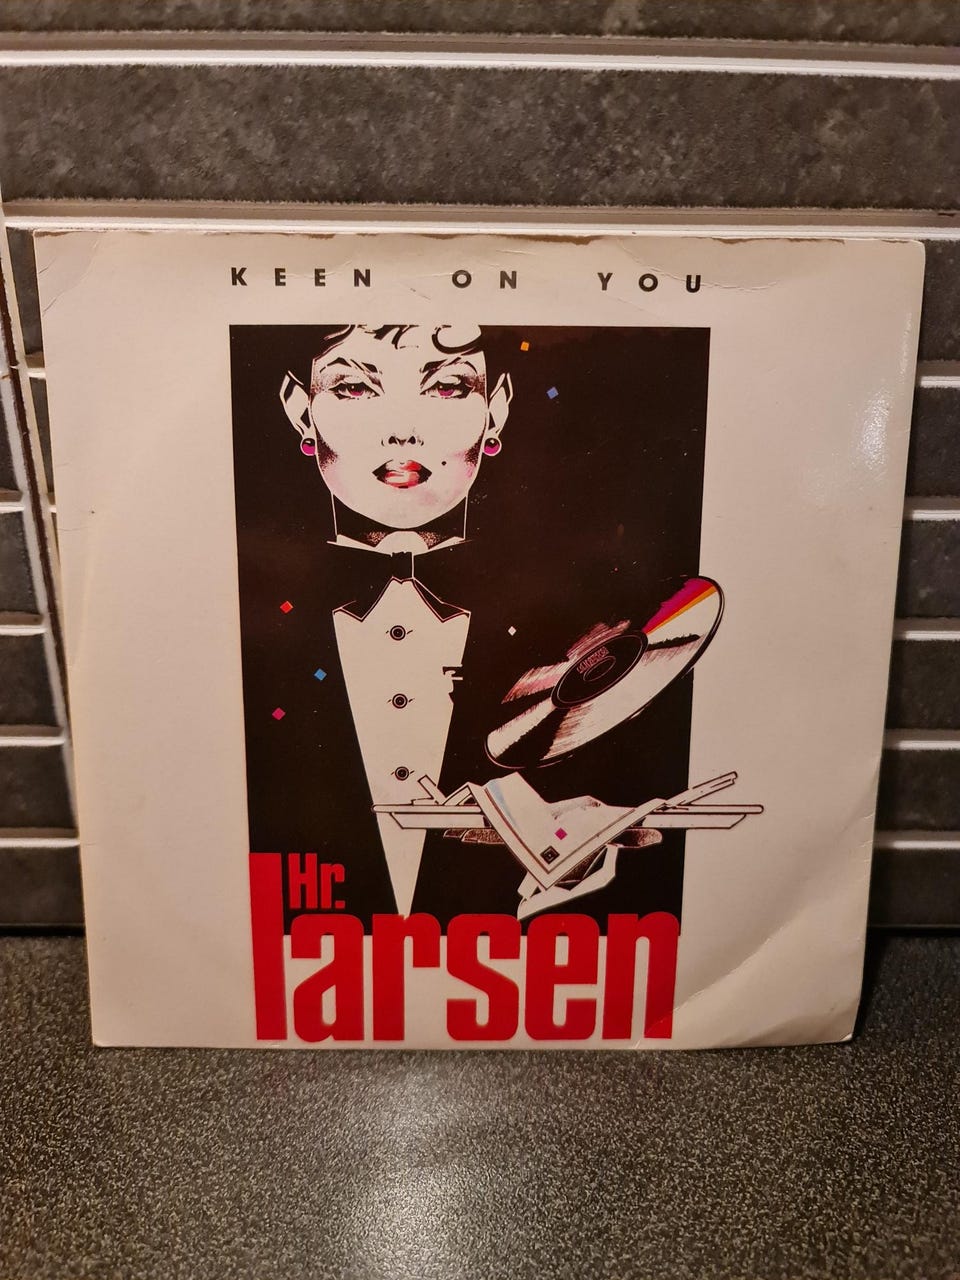 KEEN ON YOU
Hr.
larsen